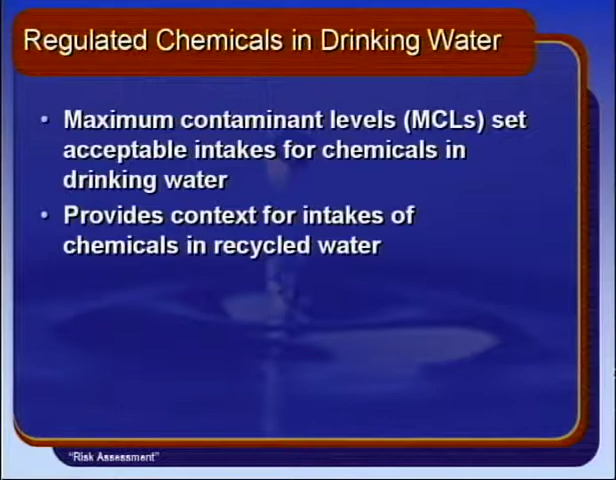 Regulated Chemicals in Drinking Water
• Maximum contaminant levels (MCLs) set
acceptable intakes for chemicals in
drinking water
• Provides context for intakes of
chemicals in recycled water
"Risk Assessment"